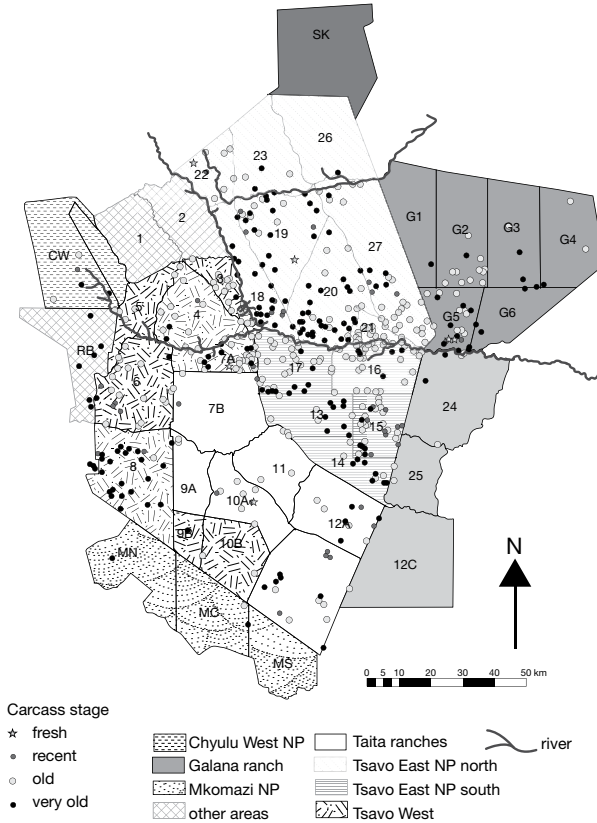 SK
26
23
22
G1
G2
G3
G4
2
19
1
27
CW
3
5
18
20
4
G5
G6
21
RB
7A
17
16
6
7B
24
13
15
14
8
11
25
9A
10A
12A
9B
10B
MN
12C
N
MC
MS
0 5 10 20 30 40 50 km
Carcass stage
fresh
recent
old
very old
Chyulu West NP
Galana ranch
Mkomazi NP
other areas
Taita ranches
Tsavo East NP north
Tsavo East NP south
Tsavo West
river